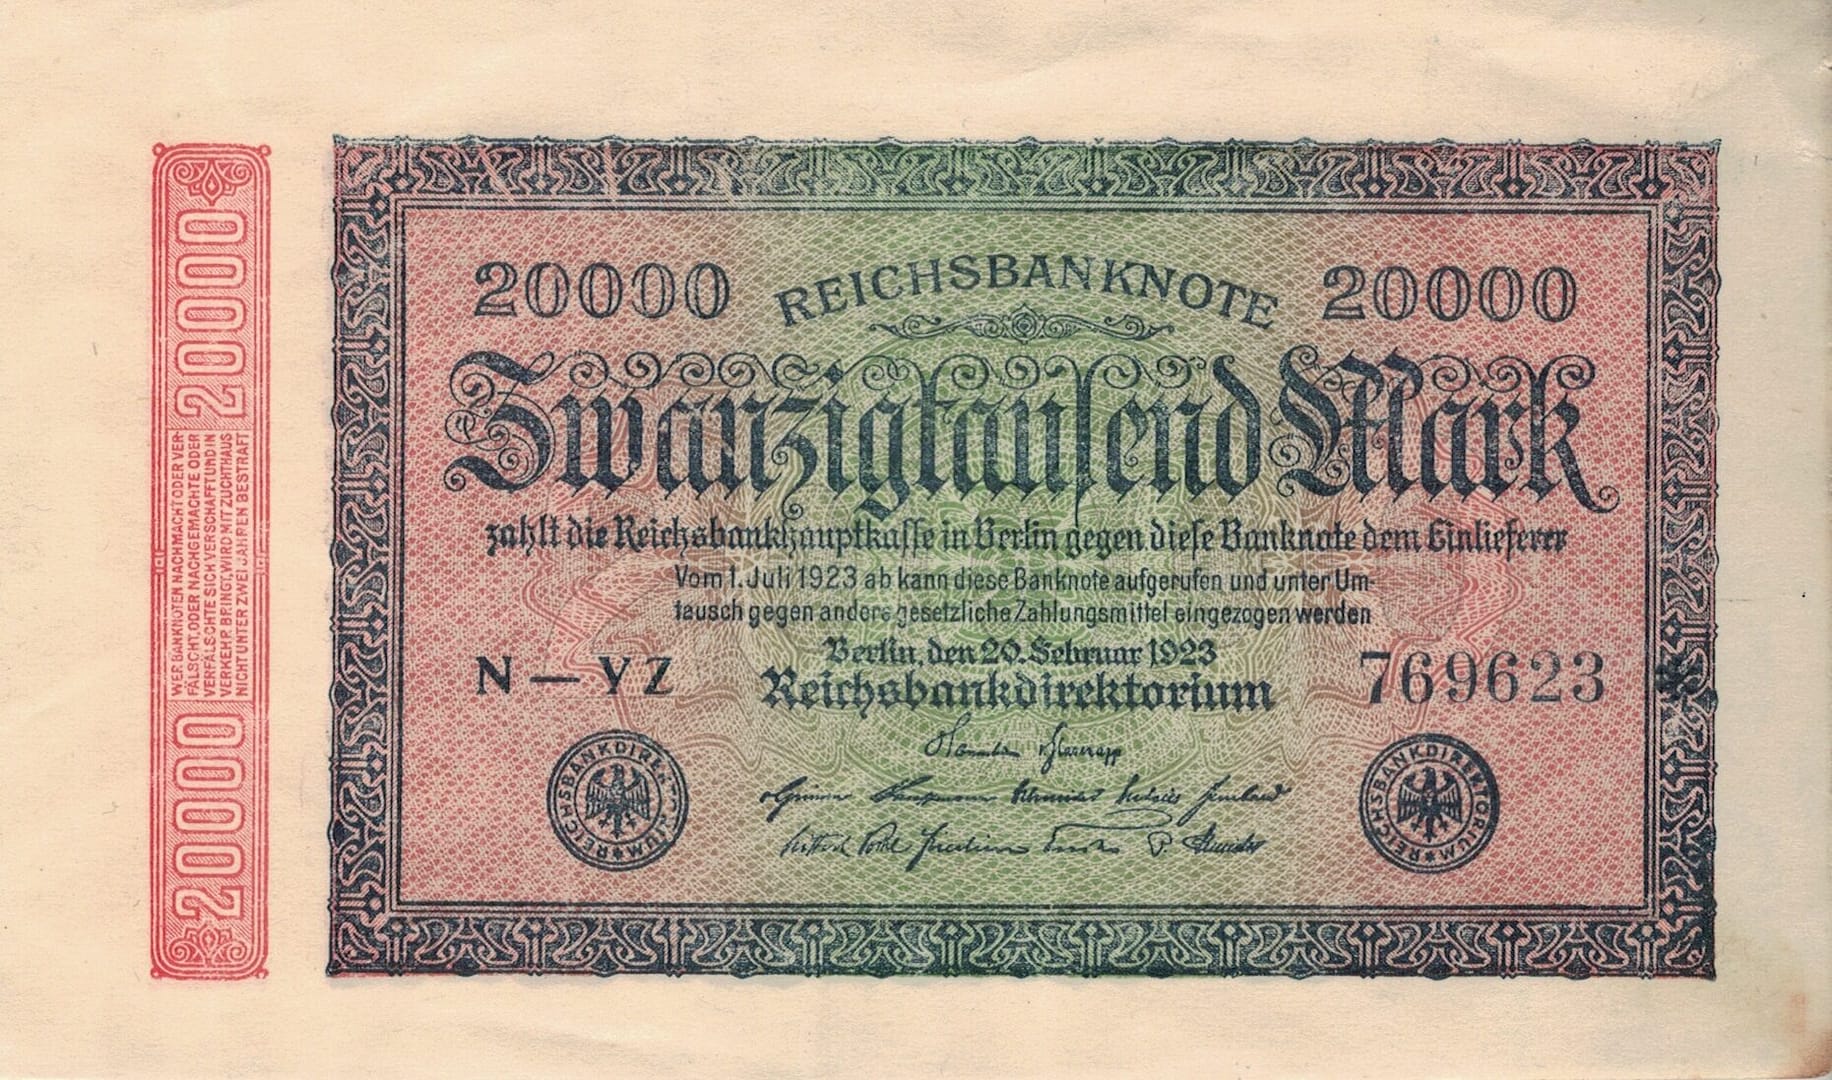 20000
WER BANKNOTEN NACHMACHT ODER VER-
FÄLSCHT, ODER NACHGEMACHTE ODER
VERFÄLSCHTE SICH VERSCHAFFT UND IN
VERKEHR BRINGT, WIRD MIT ZUCHTHAUS
NICHT UNTER ZWEI JAHREN BESTRAFT
20000
20000 REICHSBANKNOTE 20000
Zwanzigtausend Mark
zahlt die Reichsbankhauptkasse in Berlin gegen diese Banknote dem Einlieferer
Vom 1. Juli 1923 ab kann diese Banknote aufgerufen und unter Um-
tausch gegen andere gesetzliche Zahlungsmittel eingezogen werden
Berlin, den 20. Februar 1923
N — VZ Reichsbankdirektorium 769623
REICHSBANKDIREKTORIUM
REICHSBANKDIREKTORIUM